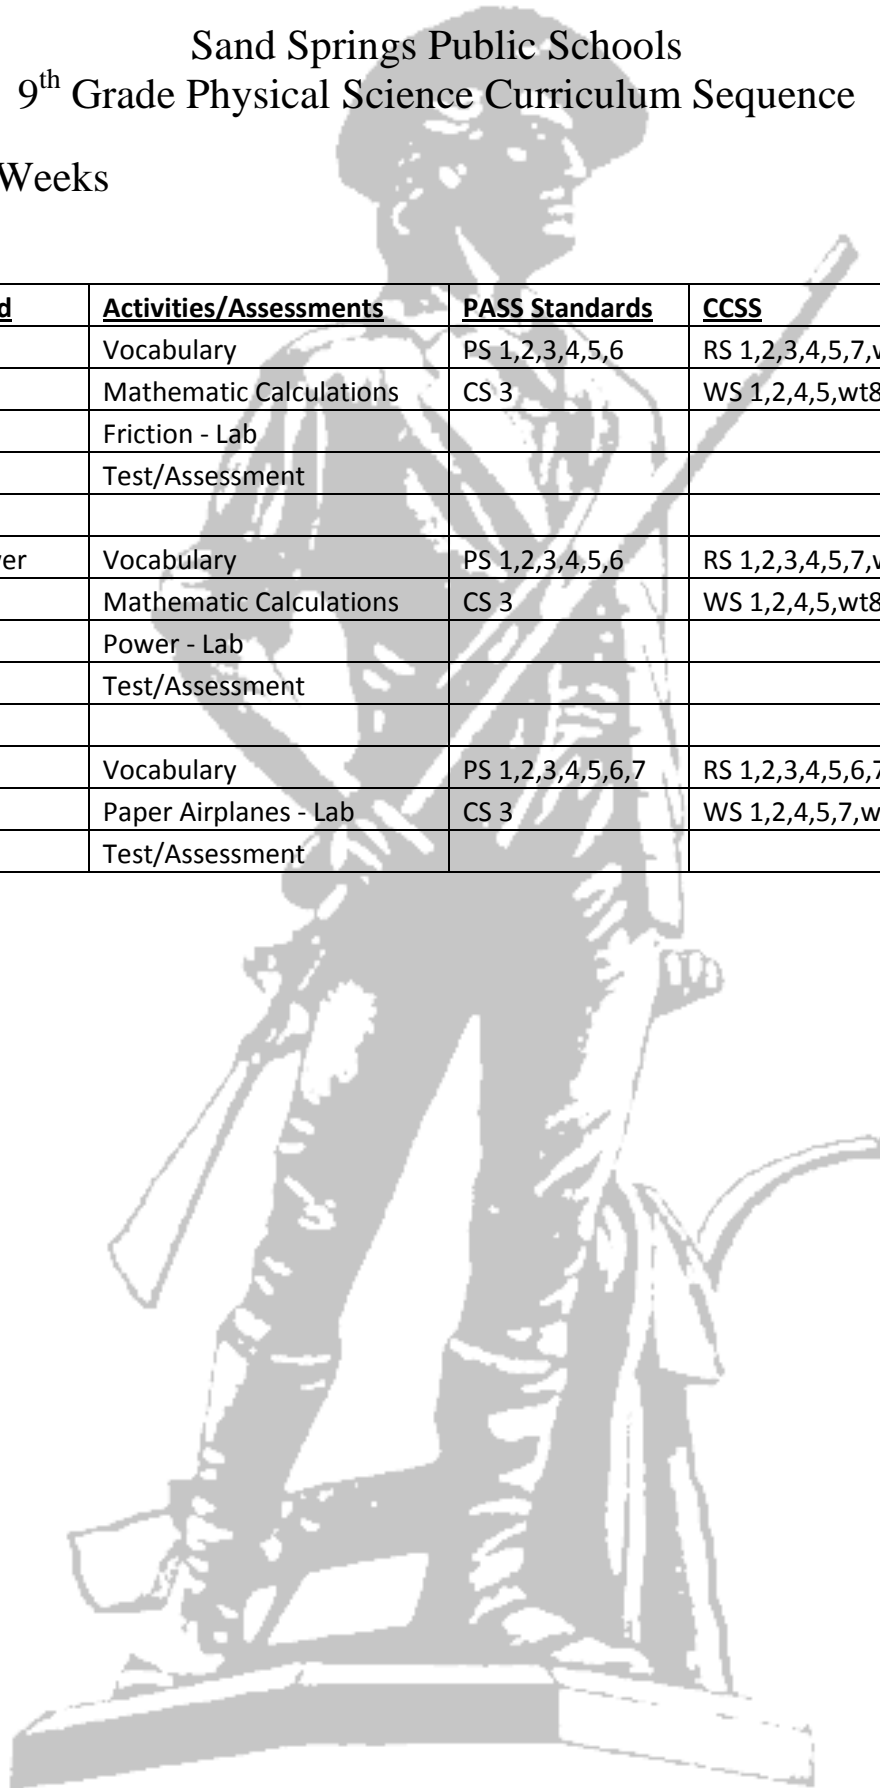 Sand Springs Public Schools
9th Grade Physical Science Curriculum Sequence
Weeks
Activities/Assessments PASS Standards CCSS
Vocabulary PS 1,2,3,4,5,6 RS 1,2,3,4,5,7,
Mathematic Calculations CS 3 WS 1,2,4,5,wt8
Friction - Lab
Test/Assessment
Vocabulary PS 1,2,3,4,5,6 RS 1,2,3,4,5,7,
Mathematic Calculations CS 3 WS 1,2,4,5,wt8
Power - Lab
Test/Assessment
Vocabulary PS 1,2,3,4,5,6,7 RS 1,2,3,4,5,6,7
Paper Airplanes - Lab CS 3 WS 1,2,4,5,7,w
Test/Assessment